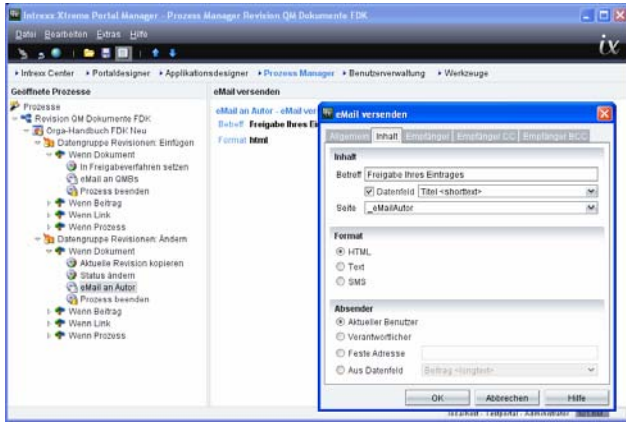 Intrexx Xtreme Portal Manager - Prozess Manager Revision QM Dokumente FDK
Datei Bearbeiten Extras Hilfe
ix
Intrexx Center Portaldesigner Applikationsdesigner Prozess Manager Benutzerverwaltung Werkzeuge
Geöffnete Prozesse
Prozesse
Revision QM Dokumente FDK
Orga-Handbuch FDK Neu
Datengruppe Revisionen: Einfügen
Wenn Dokument
In Freigabeverfahren setzen
eMail an QMBs
Prozess beenden
Wenn Beitrag
Wenn Link
Wenn Prozess
Datengruppe Revisionen: Ändern
Wenn Dokument
Aktuelle Revision kopieren
Status ändern
eMail an Autor
Prozess beenden
Wenn Beitrag
Wenn Link
Wenn Prozess
eMail versenden
eMail an Autor - eMail ver
Betreff Freigabe Ihres Ei
Format html
eMail versenden
Allgemein Inhalt Empfänger Empfänger CC Empfänger BCC
Inhalt
Betreff Freigabe Ihres Eintrages
Datenfeld Titel <shorttext>
Seite _eMailAutor
Format
HTML
Text
SMS
Absender
Aktueller Benutzer
Verantwortlicher
Feste Adresse
Aus Datenfeld Beitrag <longtext>
OK Abbrechen Hilfe
localhost - Testportal - Administrator